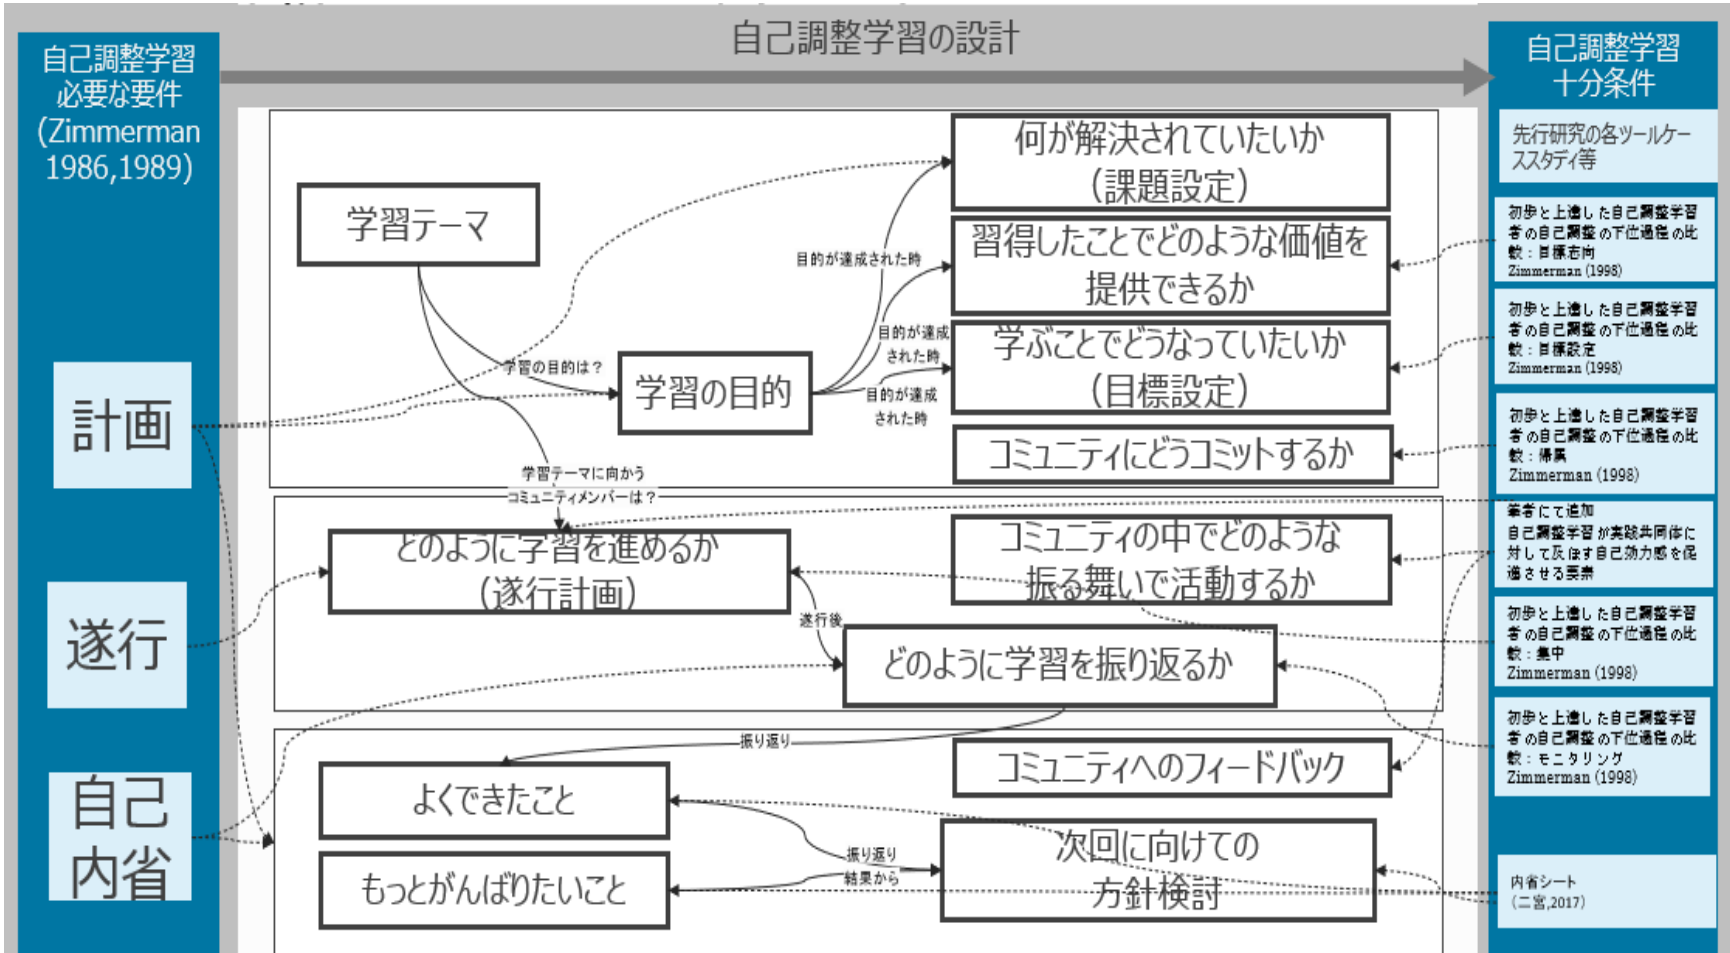 自己調整学習の設計
自己調整学習
必要な要件
(Zimmerman
1986,1989)
計画
遂行
自己
内省
学習テーマ
学習の目的は？
学習の目的
目的が達成された時
目的が達成
された時
目的が達成
された時
何が解決されていたいか
（課題設定）
習得したことでどのような価値を
提供できるか
学ぶことでどうなっていたいか
（目標設定）
コミュニティにどうコミットするか
学習テーマに向かう
コミュニティメンバーは？
どのように学習を進めるか
（遂行計画）
遂行後
コミュニティの中でどのような
振る舞いで活動するか
どのように学習を振り返るか
振り返り
よくできたこと
もっとがんばりたいこと
振り返り
結果から
コミュニティへのフィードバック
次回に向けての
方針検討
自己調整学習
十分条件
先行研究の各ツールケー
ススタディ等
初歩と上達した自己調整学習
者の自己調整の下位過程の比
較：目標志向
Zimmerman (1998)
初歩と上達した自己調整学習
者の自己調整の下位過程の比
較：目標設定
Zimmerman (1998)
初歩と上達した自己調整学習
者の自己調整の下位過程の比
較：帰属
Zimmerman (1998)
筆者にて追加
自己調整学習が実践共同体に
対して及ぼす自己効力感を促
進させる要素
初歩と上達した自己調整学習
者の自己調整の下位過程の比
較：集中
Zimmerman (1998)
初歩と上達した自己調整学習
者の自己調整の下位過程の比
較：モニタリング
Zimmerman (1998)
内省シート
（二宮,2017）